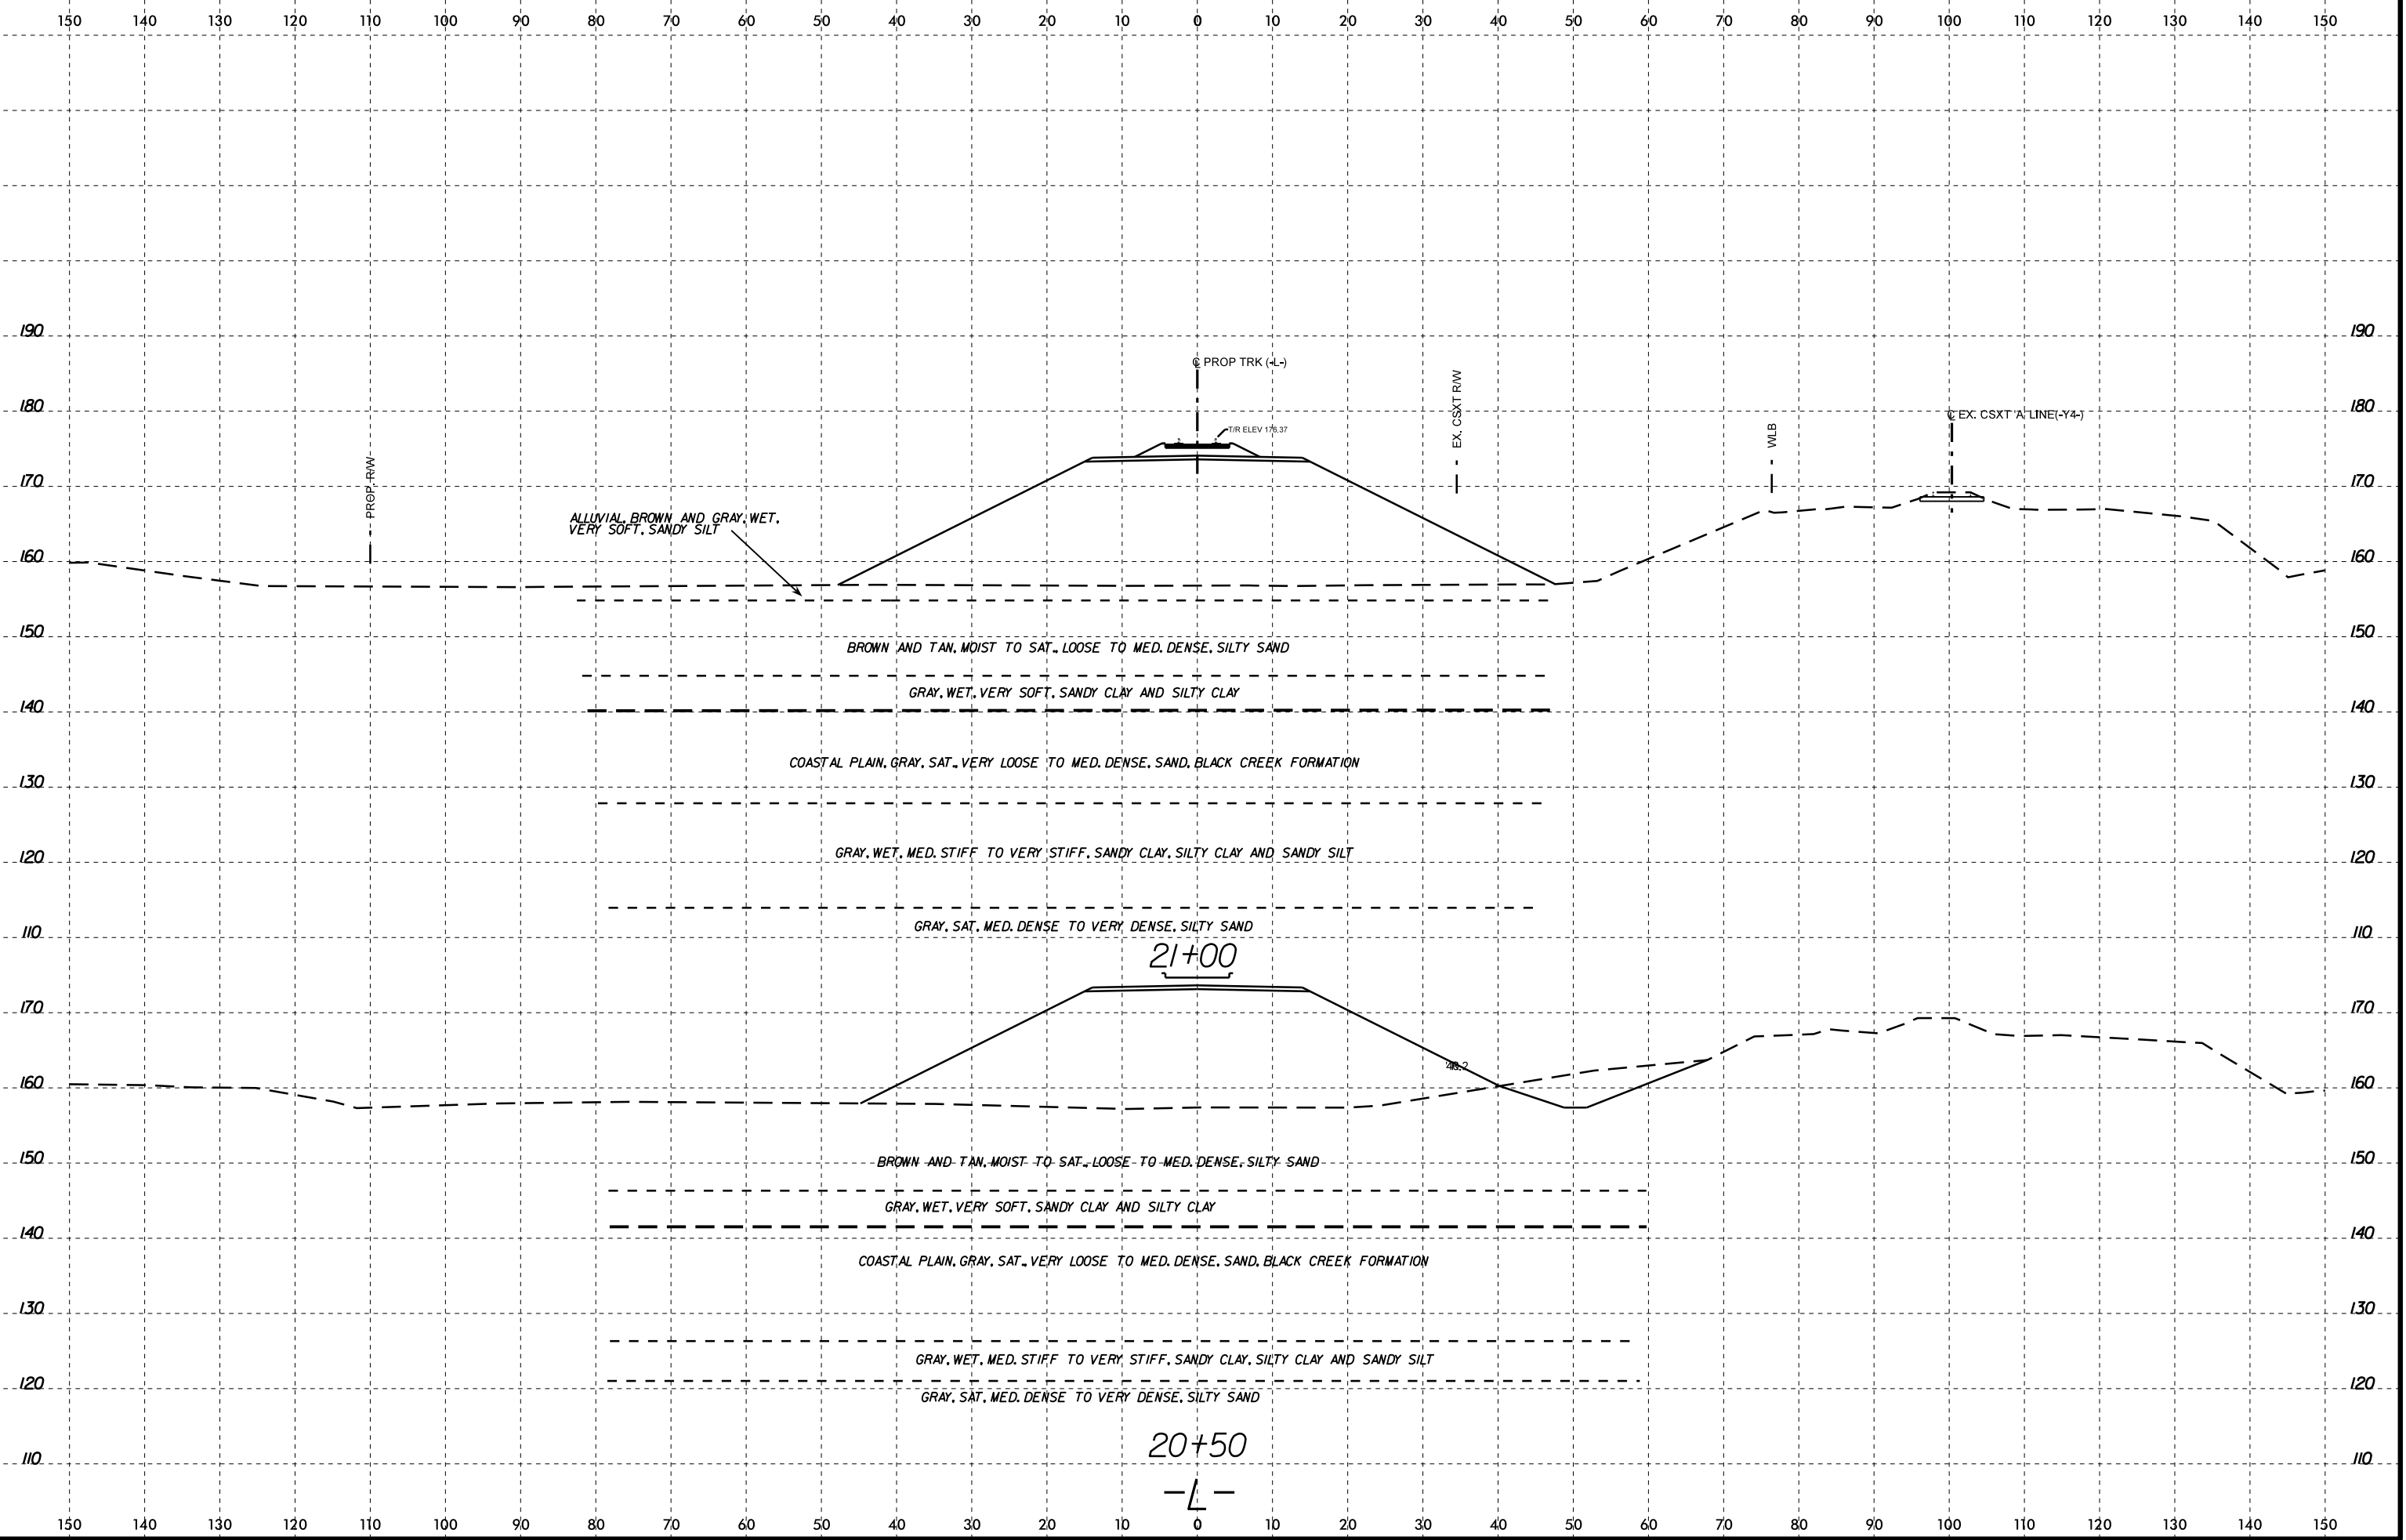 150 140 130 120 110 100 90 80 70 60 50 40 30 20 10 0 10 20 30 40 50 60 70 80 90 100 110 120 130 140 150
190 190
℄ PROP TRK (-L-)
EX. CSXT R/W
180 180
℄ EX. CSXT 'A' LINE(-Y4-)
T/R ELEV 176.37
WLB
PROP. R/W
170 170
ALLUVIAL, BROWN AND GRAY, WET,
VERY SOFT, SANDY SILT
160 160
150 150
BROWN AND TAN, MOIST TO SAT., LOOSE TO MED. DENSE, SILTY SAND
GRAY, WET, VERY SOFT, SANDY CLAY AND SILTY CLAY
140 140
COASTAL PLAIN, GRAY, SAT., VERY LOOSE TO MED. DENSE, SAND, BLACK CREEK FORMATION
130 130
GRAY, WET, MED. STIFF TO VERY STIFF, SANDY CLAY, SILTY CLAY AND SANDY SILT
120 120
GRAY, SAT, MED. DENSE TO VERY DENSE, SILTY SAND
110 110
21+00
170 170
160 160
150 150
BROWN AND TAN, MOIST TO SAT., LOOSE TO MED. DENSE, SILTY SAND
GRAY, WET, VERY SOFT, SANDY CLAY AND SILTY CLAY
140 140
COASTAL PLAIN, GRAY, SAT., VERY LOOSE TO MED. DENSE, SAND, BLACK CREEK FORMATION
130 130
GRAY, WET, MED. STIFF TO VERY STIFF, SANDY CLAY, SILTY CLAY AND SANDY SILT
120 120
GRAY, SAT, MED. DENSE TO VERY DENSE, SILTY SAND
20+50
110 110
-L-
150 140 130 120 110 100 90 80 70 60 50 40 30 20 10 0 10 20 30 40 50 60 70 80 90 100 110 120 130 140 150